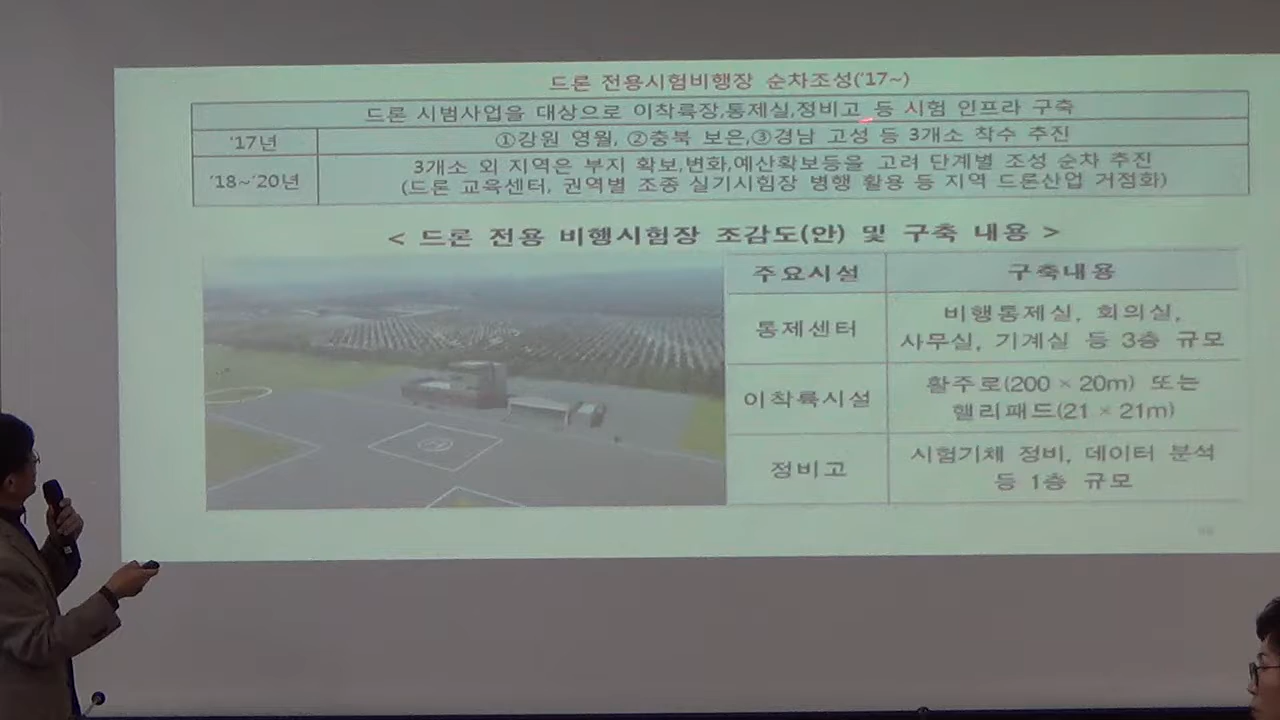 드론 전용시험비행장 순차조성('17~)
드론 시범사업을 대상으로 이착륙장,통제실,정비고 등 시험 인프라 구축
'17년
①강원 영월, ②충북 보은,③경남 고성 등 3개소 착수 추진
'18~'20년
3개소 외 지역은 부지 확보,변화,예산확보등을 고려 단계별 조성 순차 추진
(드론 교육센터, 권역별 조종 실기시험장 병행 활용 등 지역 드론산업 거점화)
< 드론 전용 비행시험장 조감도(안) 및 구축 내용 >
주요시설
구축내용
통제센터
비행통제실, 회의실,
사무실, 기계실 등 3층 규모
이착륙시설
활주로(200 × 20m) 또는
헬리패드(21 × 21m)
정비고
시험기체 정비, 데이터 분석
등 1층 규모